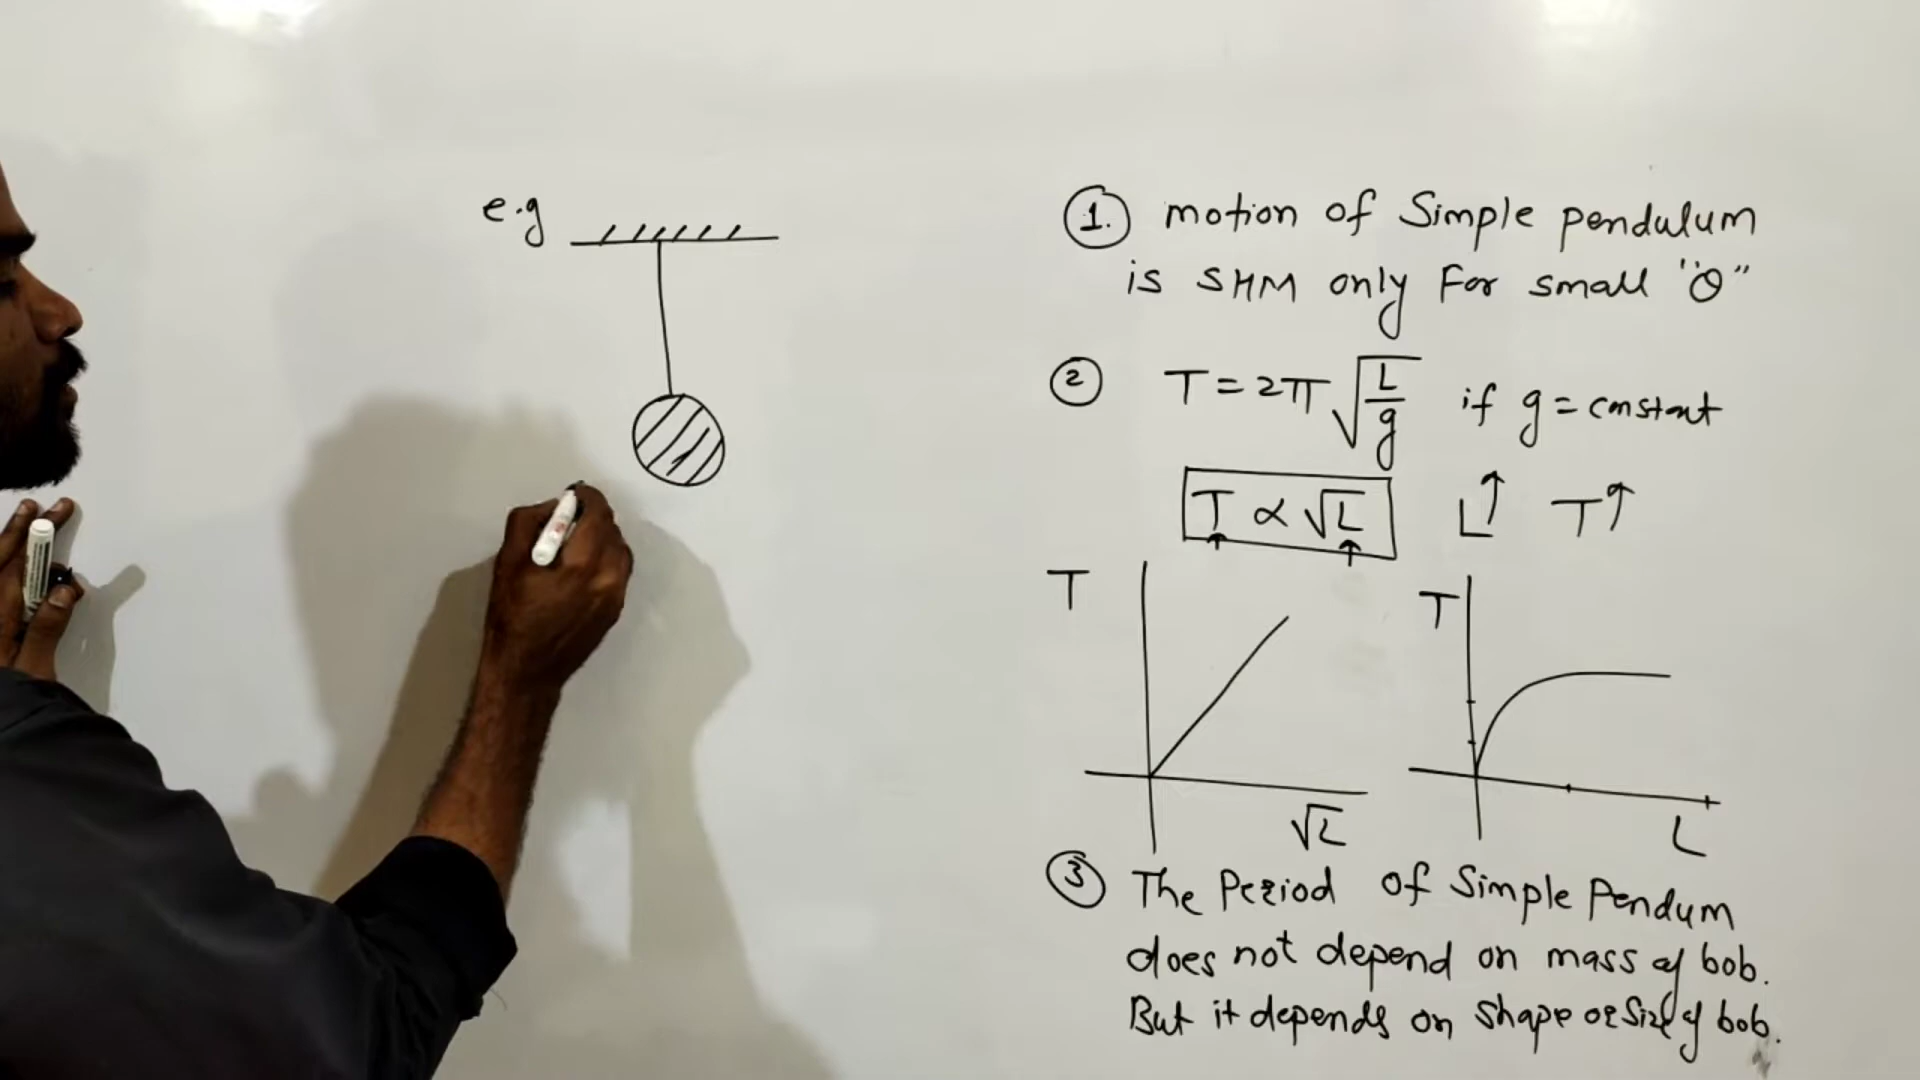 e.g
1. motion of Simple pendulum
is SHM only For small "θ"
2 T = 2π √L/g if g = constant
T ∝ √L L↑ T↑
T
√L
T
L
3 The Period of Simple Pendum
does not depend on mass of bob.
But it depends on shape or size of bob.